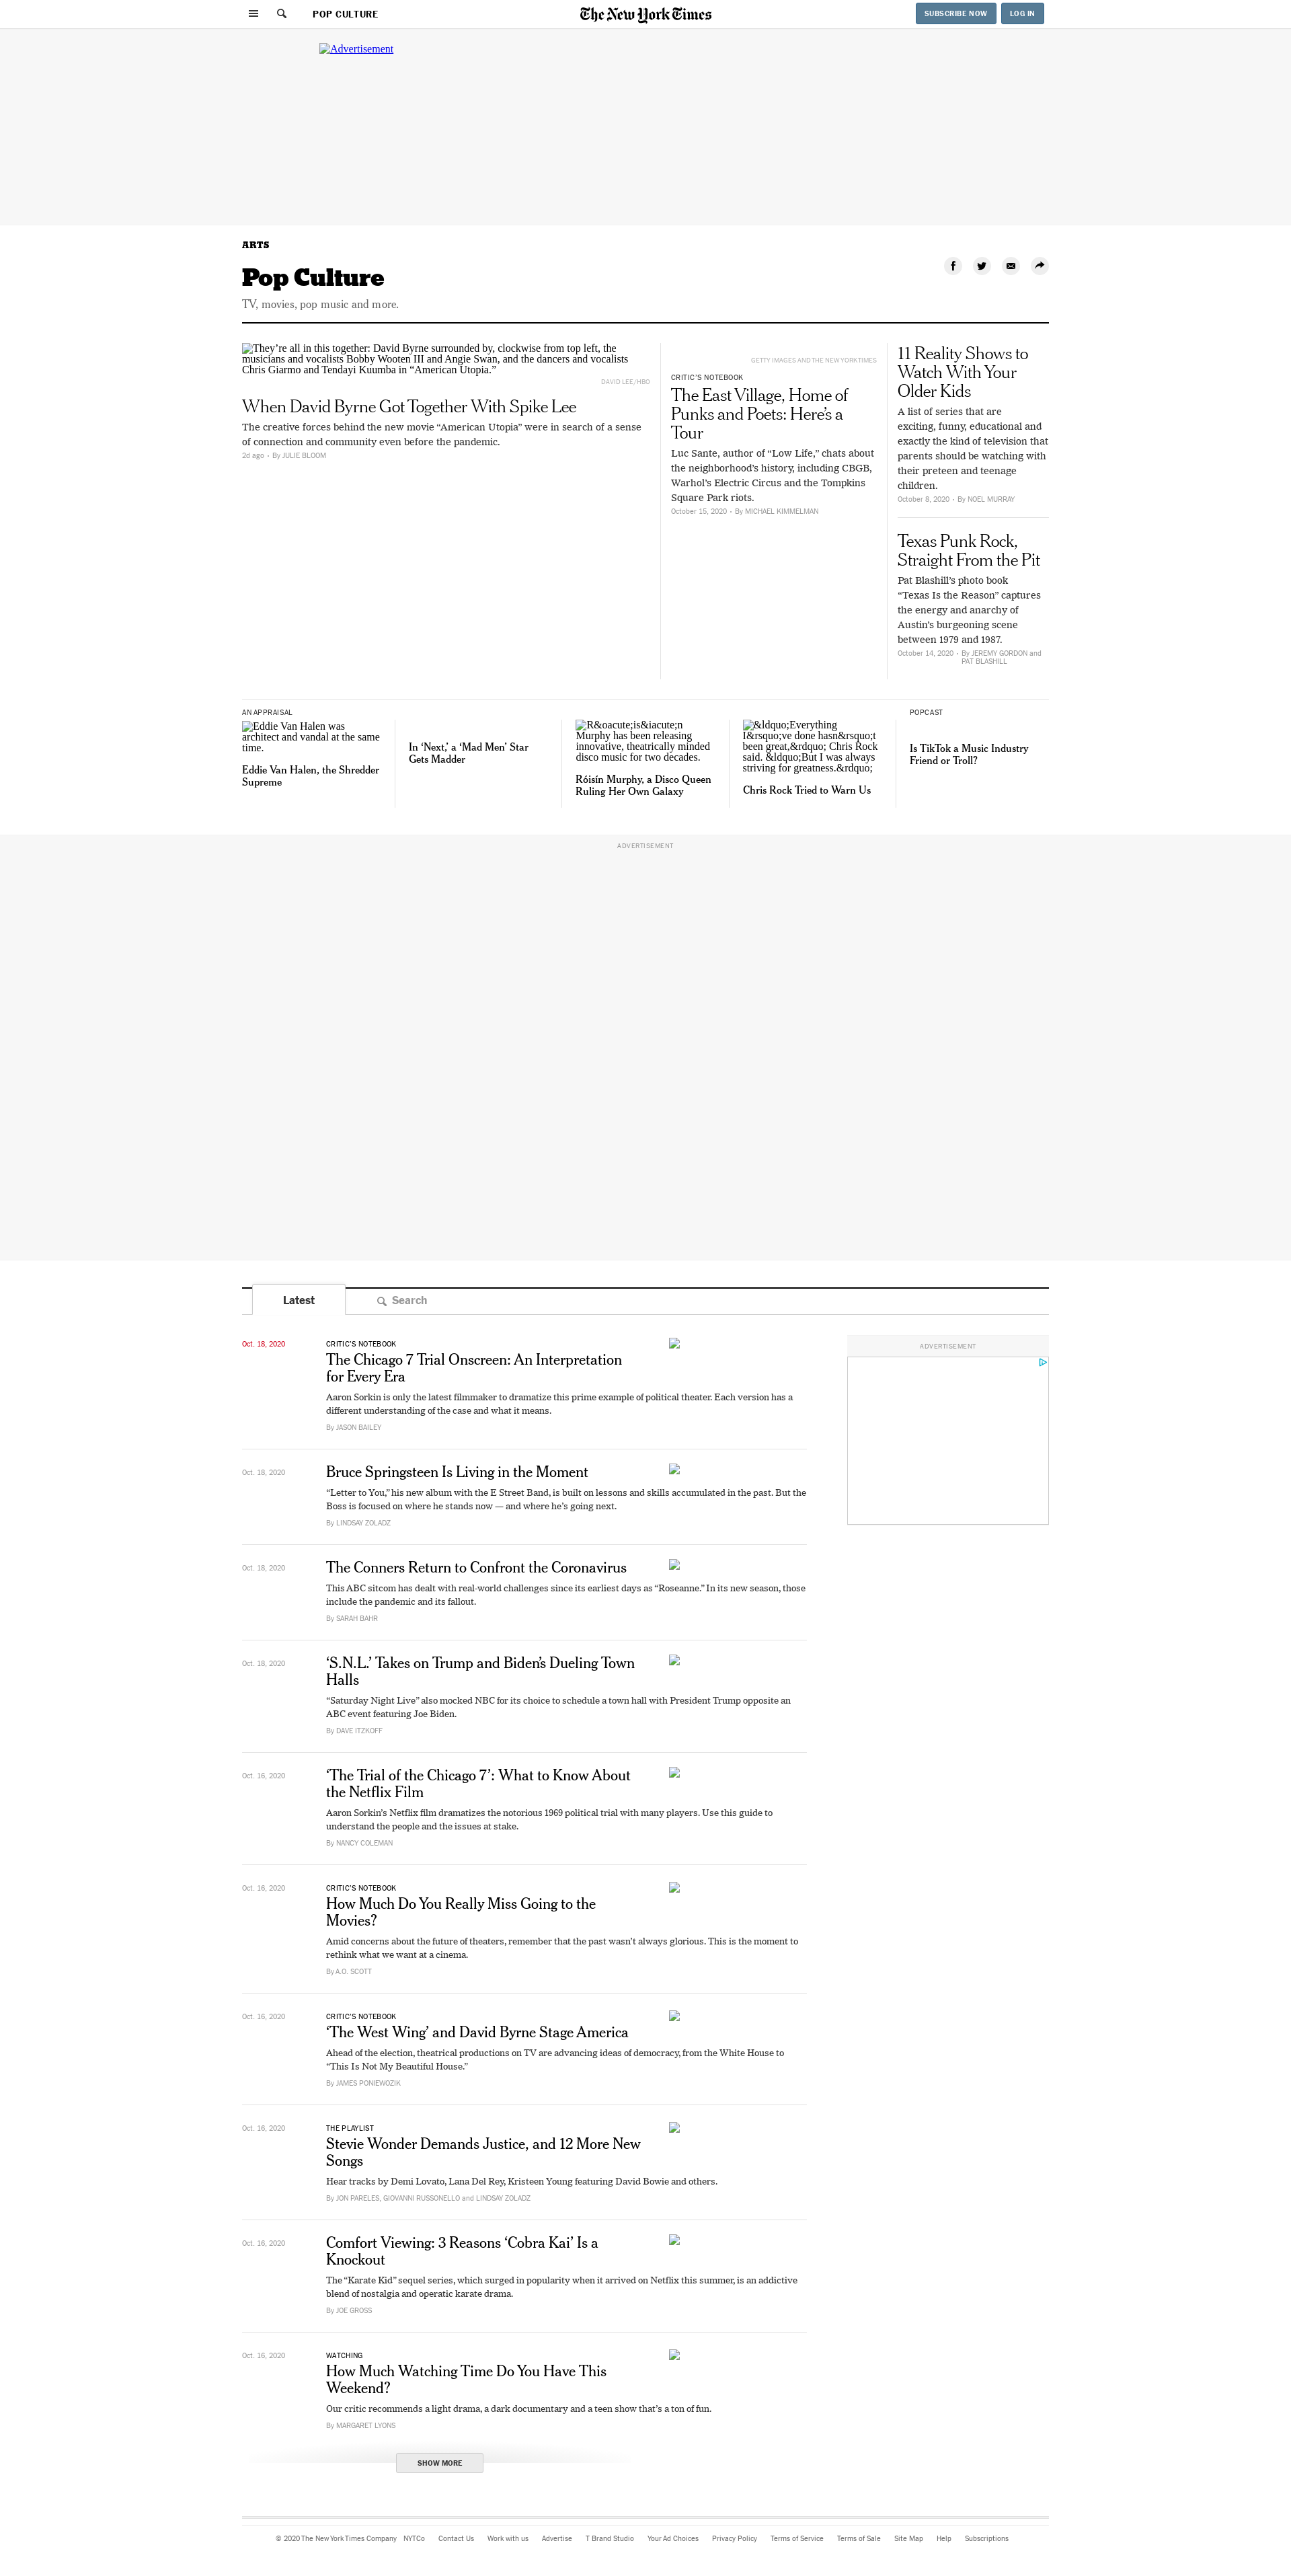 POP CULTURE
The New York Times
SUBSCRIBE NOW
LOG IN
Advertisement
ARTS
Pop Culture
TV, movies, pop music and more.
They’re all in this together: David Byrne surrounded by, clockwise from top left, the
musicians and vocalists Bobby Wooten III and Angie Swan, and the dancers and vocalists
Chris Giarmo and Tendayi Kuumba in “American Utopia.”
DAVID LEE/HBO
When David Byrne Got Together With Spike Lee
The creative forces behind the new movie “American Utopia” were in search of a sense
of connection and community even before the pandemic.
2d ago • By JULIE BLOOM
GETTY IMAGES AND THE NEW YORK TIMES
CRITIC’S NOTEBOOK
The East Village, Home of
Punks and Poets: Here’s a
Tour
Luc Sante, author of “Low Life,” chats about
the neighborhood’s history, including CBGB,
Warhol’s Electric Circus and the Tompkins
Square Park riots.
October 15, 2020 • By MICHAEL KIMMELMAN
11 Reality Shows to
Watch With Your
Older Kids
A list of series that are
exciting, funny, educational and
exactly the kind of television that
parents should be watching with
their preteen and teenage
children.
October 8, 2020 • By NOEL MURRAY
Texas Punk Rock,
Straight From the Pit
Pat Blashill’s photo book
“Texas Is the Reason” captures
the energy and anarchy of
Austin’s burgeoning scene
between 1979 and 1987.
October 14, 2020 • By JEREMY GORDON and
PAT BLASHILL
AN APPRAISAL
Eddie Van Halen was
architect and vandal at the same
time.
Eddie Van Halen, the Shredder
Supreme
In ‘Next,’ a ‘Mad Men’ Star
Gets Madder
R&oacute;is&iacute;n
Murphy has been releasing
innovative, theatrically minded
disco music for two decades.
Róisín Murphy, a Disco Queen
Ruling Her Own Galaxy
&ldquo;Everything
I&rsquo;ve done hasn&rsquo;t
been great,&rdquo; Chris Rock
said. &ldquo;But I was always
striving for greatness.&rdquo;
Chris Rock Tried to Warn Us
POPCAST
Is TikTok a Music Industry
Friend or Troll?
ADVERTISEMENT
Latest
Search
Oct. 18, 2020
CRITIC’S NOTEBOOK
The Chicago 7 Trial Onscreen: An Interpretation
for Every Era
Aaron Sorkin is only the latest filmmaker to dramatize this prime example of political theater. Each version has a
different understanding of the case and what it means.
By JASON BAILEY
ADVERTISEMENT
Oct. 18, 2020
Bruce Springsteen Is Living in the Moment
“Letter to You,” his new album with the E Street Band, is built on lessons and skills accumulated in the past. But the
Boss is focused on where he stands now — and where he’s going next.
By LINDSAY ZOLADZ
Oct. 18, 2020
The Conners Return to Confront the Coronavirus
This ABC sitcom has dealt with real-world challenges since its earliest days as “Roseanne.” In its new season, those
include the pandemic and its fallout.
By SARAH BAHR
Oct. 18, 2020
‘S.N.L.’ Takes on Trump and Biden’s Dueling Town
Halls
“Saturday Night Live” also mocked NBC for its choice to schedule a town hall with President Trump opposite an
ABC event featuring Joe Biden.
By DAVE ITZKOFF
Oct. 16, 2020
‘The Trial of the Chicago 7’: What to Know About
the Netflix Film
Aaron Sorkin’s Netflix film dramatizes the notorious 1969 political trial with many players. Use this guide to
understand the people and the issues at stake.
By NANCY COLEMAN
Oct. 16, 2020
CRITIC’S NOTEBOOK
How Much Do You Really Miss Going to the
Movies?
Amid concerns about the future of theaters, remember that the past wasn’t always glorious. This is the moment to
rethink what we want at a cinema.
By A.O. SCOTT
Oct. 16, 2020
CRITIC’S NOTEBOOK
‘The West Wing’ and David Byrne Stage America
Ahead of the election, theatrical productions on TV are advancing ideas of democracy, from the White House to
“This Is Not My Beautiful House.”
By JAMES PONIEWOZIK
Oct. 16, 2020
THE PLAYLIST
Stevie Wonder Demands Justice, and 12 More New
Songs
Hear tracks by Demi Lovato, Lana Del Rey, Kristeen Young featuring David Bowie and others.
By JON PARELES, GIOVANNI RUSSONELLO and LINDSAY ZOLADZ
Oct. 16, 2020
Comfort Viewing: 3 Reasons ‘Cobra Kai’ Is a
Knockout
The “Karate Kid” sequel series, which surged in popularity when it arrived on Netflix this summer, is an addictive
blend of nostalgia and operatic karate drama.
By JOE GROSS
Oct. 16, 2020
WATCHING
How Much Watching Time Do You Have This
Weekend?
Our critic recommends a light drama, a dark documentary and a teen show that’s a ton of fun.
By MARGARET LYONS
SHOW MORE
© 2020 The New York Times Company NYTCo Contact Us Work with us Advertise T Brand Studio Your Ad Choices Privacy Policy Terms of Service Terms of Sale Site Map Help Subscriptions